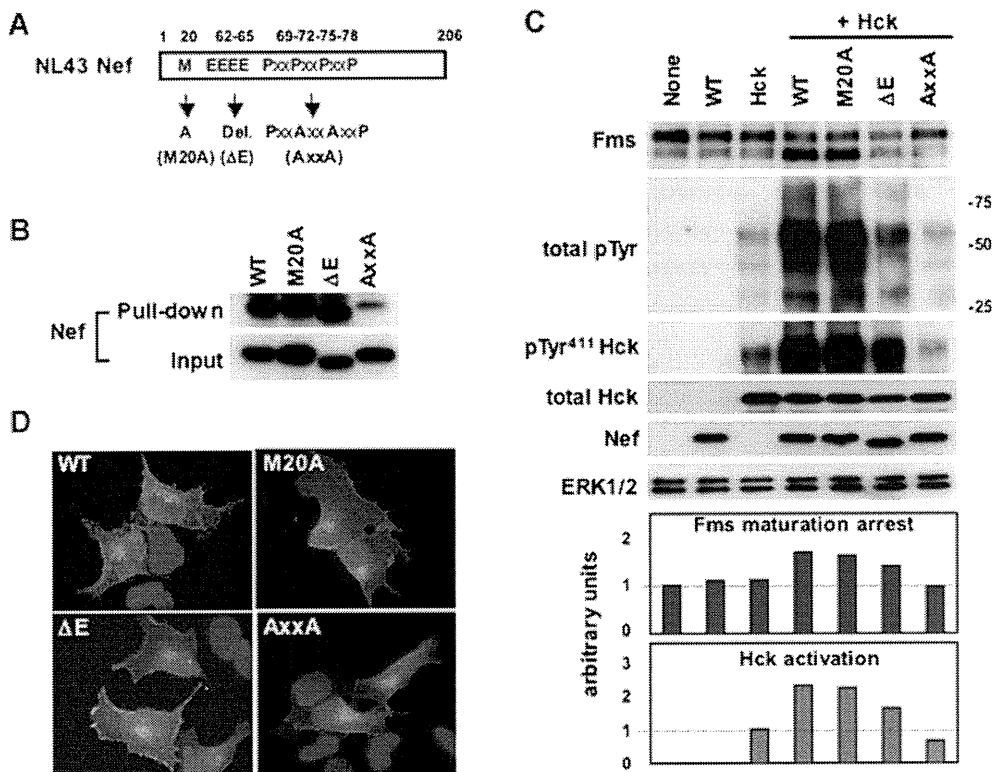 A
1 20 62-65 69-72-75-78 206
NL43 Nef M EEEE PxxPxxPxxP
A Del. PxxAxxAxxP
(M20A) (ΔE) (AxxA)
B
WT M20A ΔE AxxA
Nef
Pull-down
Input
C
+ Hck
None WT Hck WT M20A ΔE AxxA
Fms
total pTyr
-75
-50
-25
pTyr411 Hck
total Hck
Nef
ERK1/2
Fms maturation arrest
2
1
0
arbitrary units
Hck activation
3
2
1
0
D
WT
M20A
ΔE
AxxA